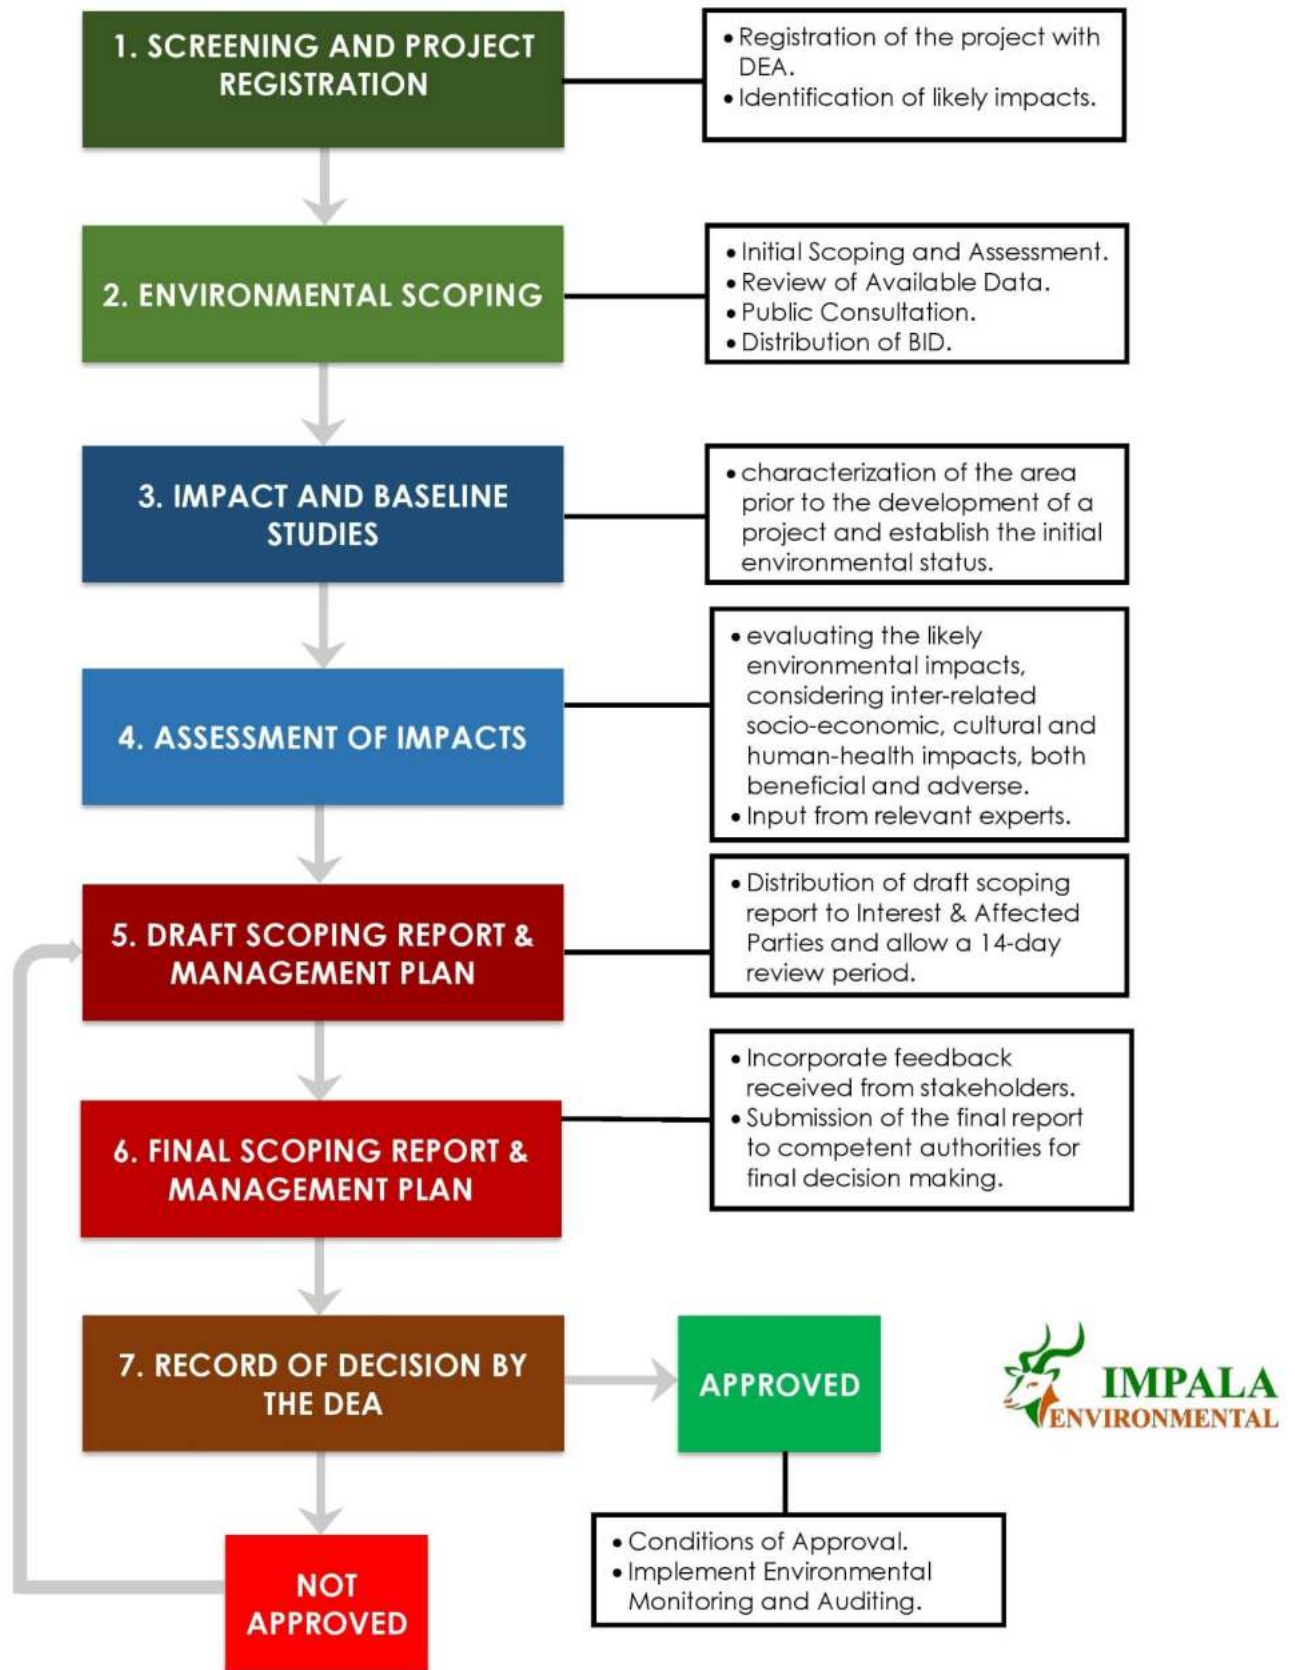 1. SCREENING AND PROJECT
REGISTRATION
• Registration of the project with
DEA.
• Identification of likely impacts.
2. ENVIRONMENTAL SCOPING
• Initial Scoping and Assessment.
• Review of Available Data.
• Public Consultation.
• Distribution of BID.
3. IMPACT AND BASELINE
STUDIES
• characterization of the area
prior to the development of a
project and establish the initial
environmental status.
4. ASSESSMENT OF IMPACTS
• evaluating the likely
environmental impacts,
considering inter-related
socio-economic, cultural and
human-health impacts, both
beneficial and adverse.
• Input from relevant experts.
5. DRAFT SCOPING REPORT &
MANAGEMENT PLAN
• Distribution of draft scoping
report to Interest & Affected
Parties and allow a 14-day
review period.
6. FINAL SCOPING REPORT &
MANAGEMENT PLAN
• Incorporate feedback
received from stakeholders.
• Submission of the final report
to competent authorities for
final decision making.
7. RECORD OF DECISION BY
THE DEA
APPROVED
IMPALA
ENVIRONMENTAL
• Conditions of Approval.
• Implement Environmental
Monitoring and Auditing.
NOT
APPROVED